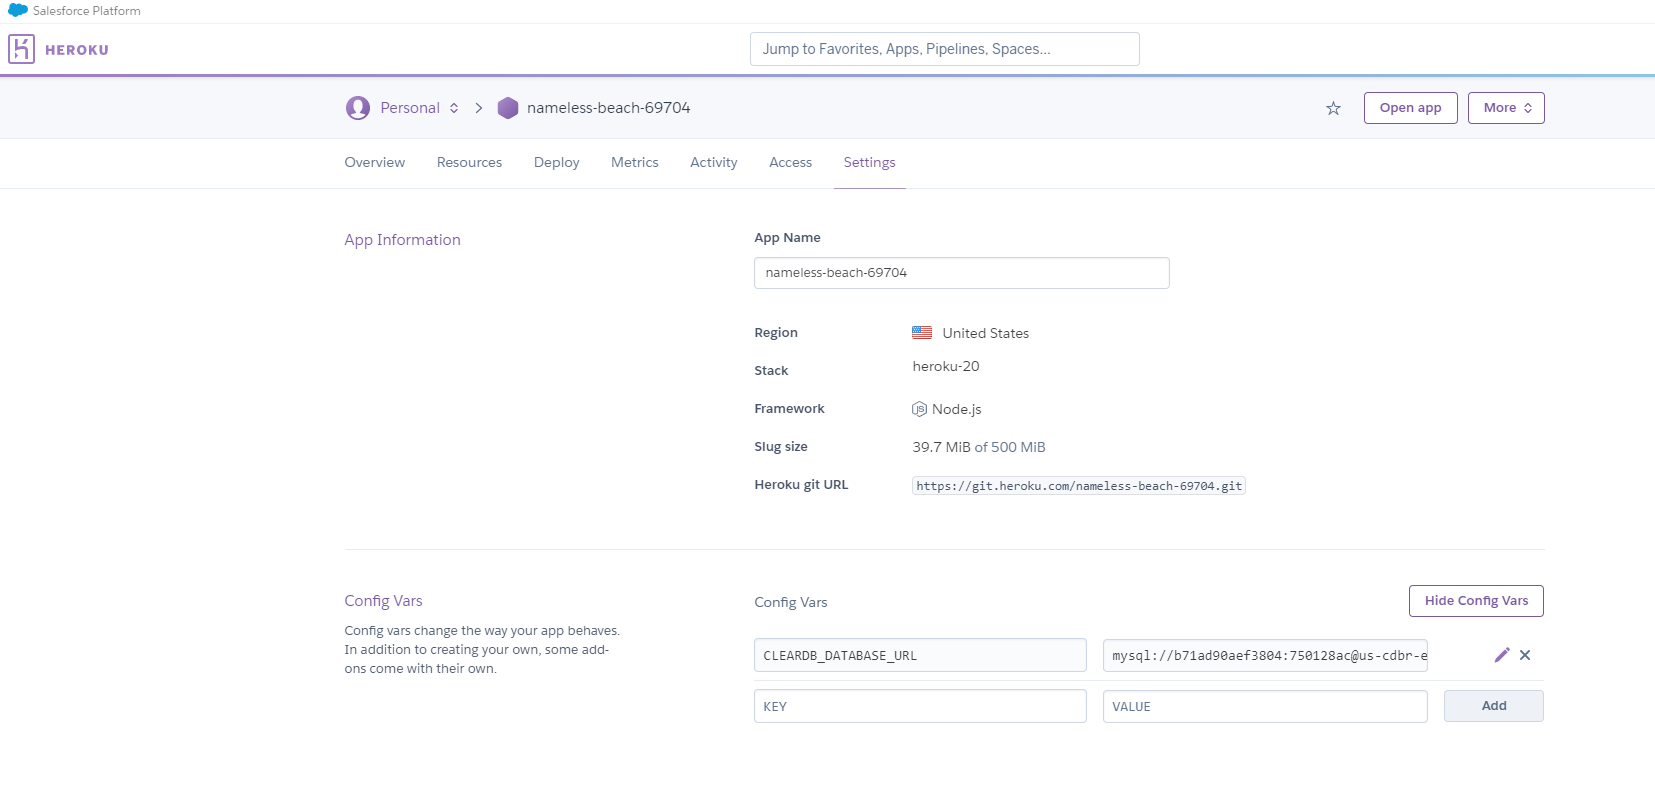 Salesforce Platform
HEROKU
Jump to Favorites, Apps, Pipelines, Spaces...
Personal
nameless-beach-69704
Open app
More
Overview
Resources
Deploy
Metrics
Activity
Access
Settings
App Information
App Name
nameless-beach-69704
Region
United States
Stack
heroku-20
Framework
Node.js
Slug size
39.7 MiB of 500 MiB
Heroku git URL
https://git.heroku.com/nameless-beach-69704.git
Config Vars
Config vars change the way your app behaves.
In addition to creating your own, some add-
ons come with their own.
Config Vars
Hide Config Vars
CLEARDB_DATABASE_URL
mysql://b71ad90aef3804:750128ac@us-cdbr-e
KEY
VALUE
Add